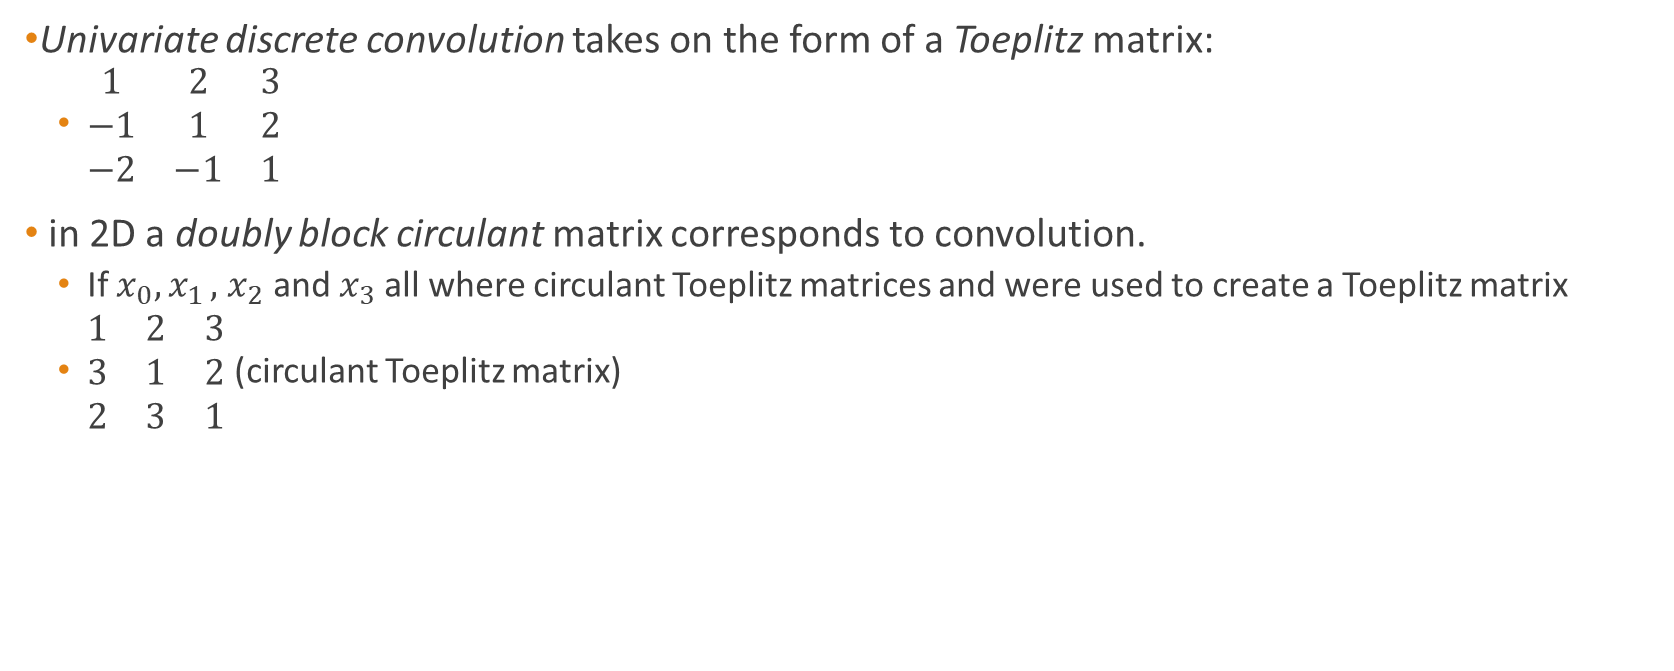 •Univariate discrete convolution takes on the form of a Toeplitz matrix:
1 2 3
• −1 1 2
−2 −1 1
• in 2D a doubly block circulant matrix corresponds to convolution.
• If x₀, x₁ , x₂ and x₃ all where circulant Toeplitz matrices and were used to create a Toeplitz matrix
1 2 3
• 3 1 2 (circulant Toeplitz matrix)
2 3 1